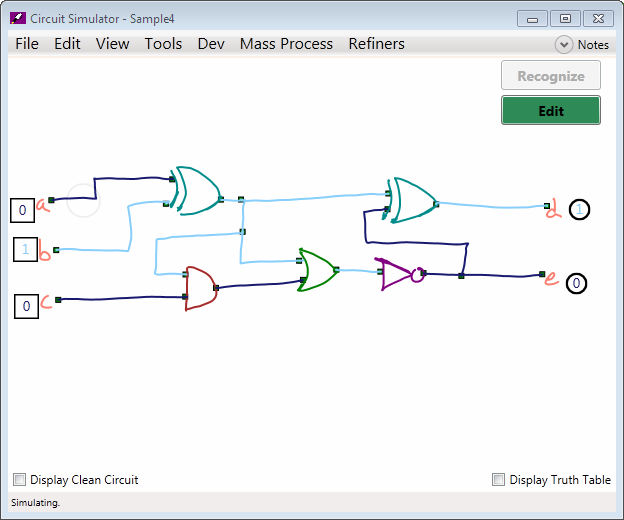 Circuit Simulator - Sample4
File Edit View Tools Dev Mass Process Refiners Notes
Recognize
Edit
0 a
d 1
1 b
0 c
e 0
Display Clean Circuit Display Truth Table
Simulating.